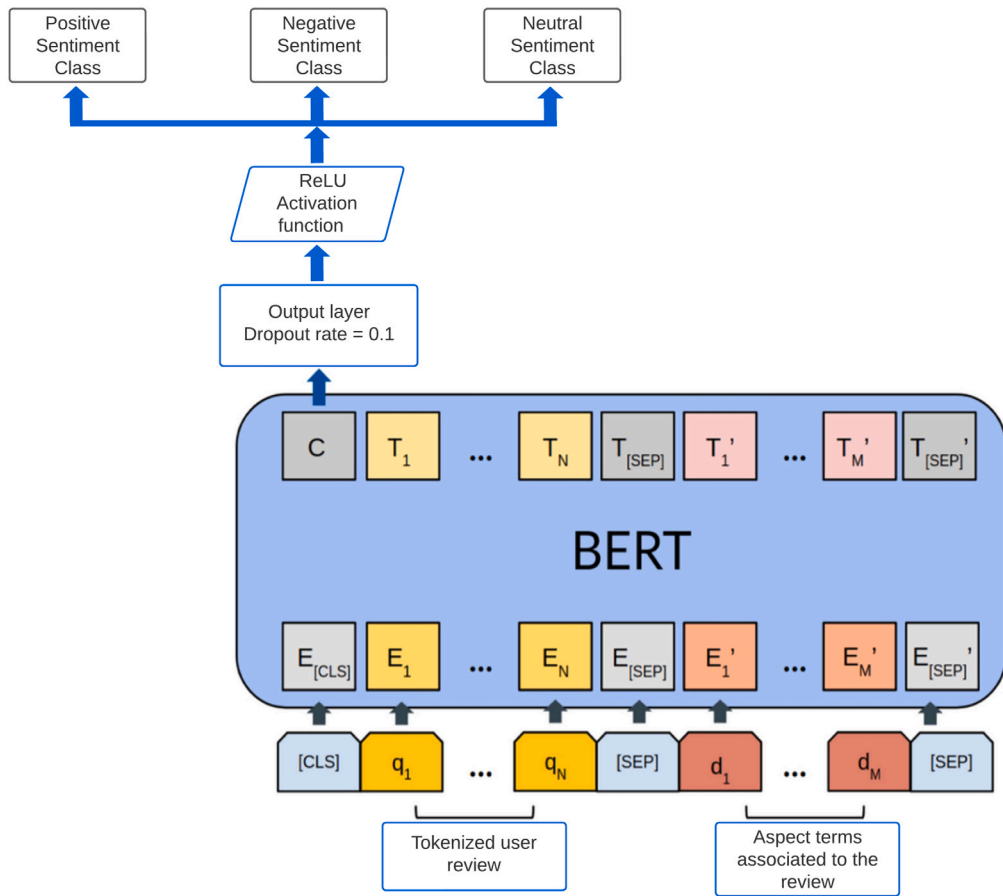 Positive
Sentiment
Class
Negative
Sentiment
Class
Neutral
Sentiment
Class
ReLU
Activation
function
Output layer
Dropout rate = 0.1
C T1 ... TN T[SEP] T1’ ... TM’ T[SEP]’
BERT
E[CLS] E1 ... EN E[SEP] E1’ ... EM’ E[SEP]’
[CLS] q1 ... qN [SEP] d1 ... dM [SEP]
Tokenized user
review
Aspect terms
associated to the
review